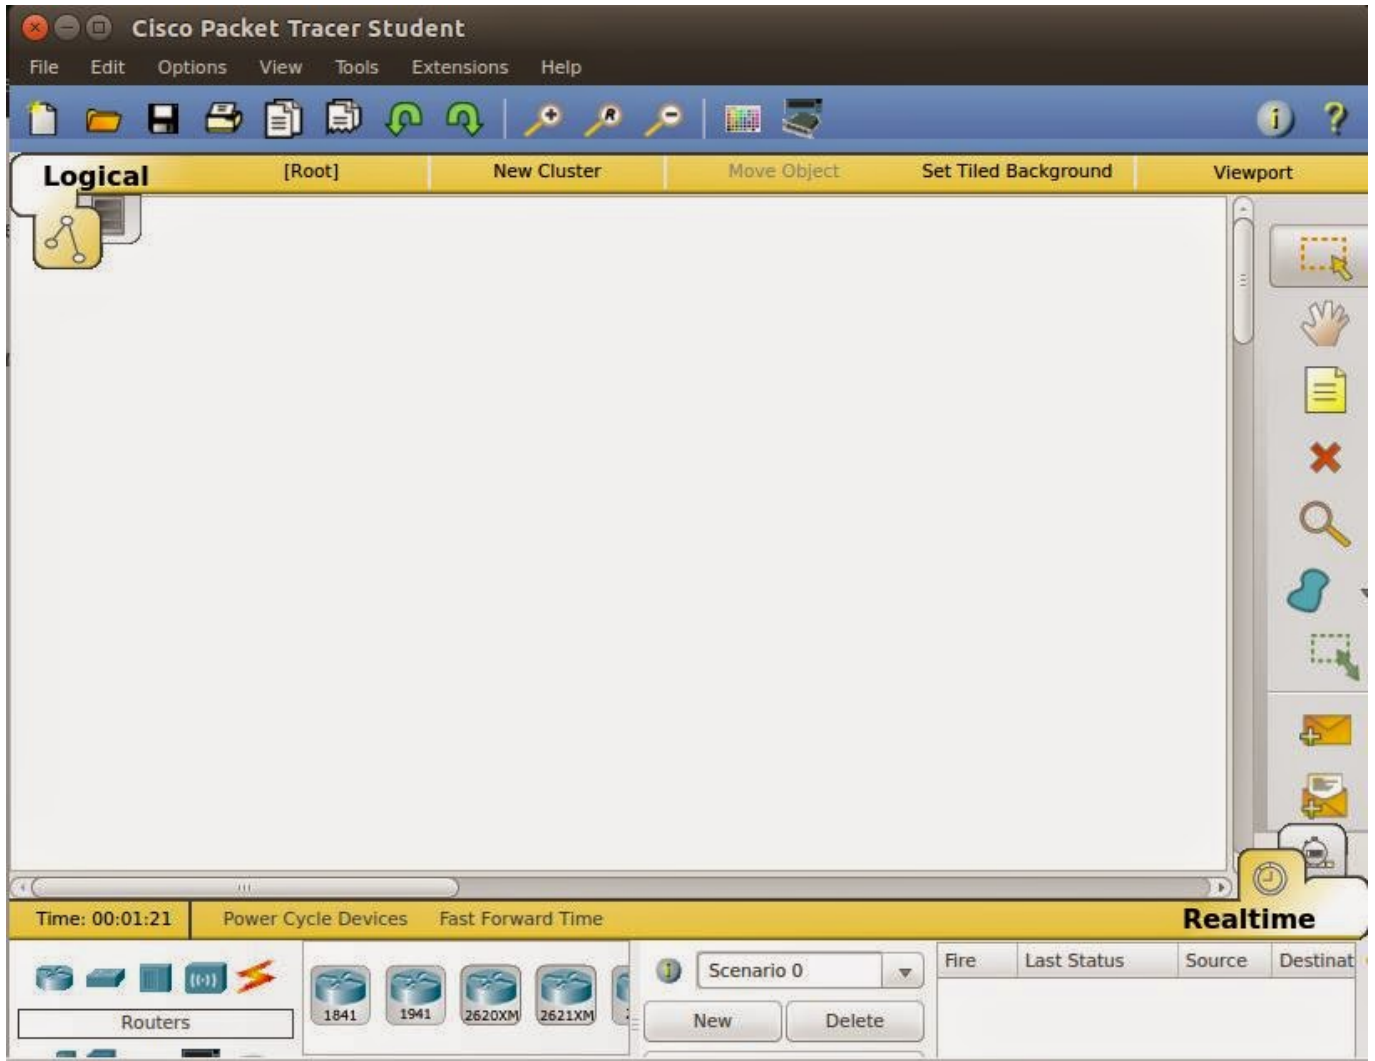 Cisco Packet Tracer Student
File Edit Options View Tools Extensions Help
R
i ?
Logical [Root] New Cluster Move Object Set Tiled Background Viewport
Time: 00:01:21 Power Cycle Devices Fast Forward Time Realtime
Scenario 0 Fire Last Status Source Destinat
1841 1941 2620XM 2621XM
Routers New Delete